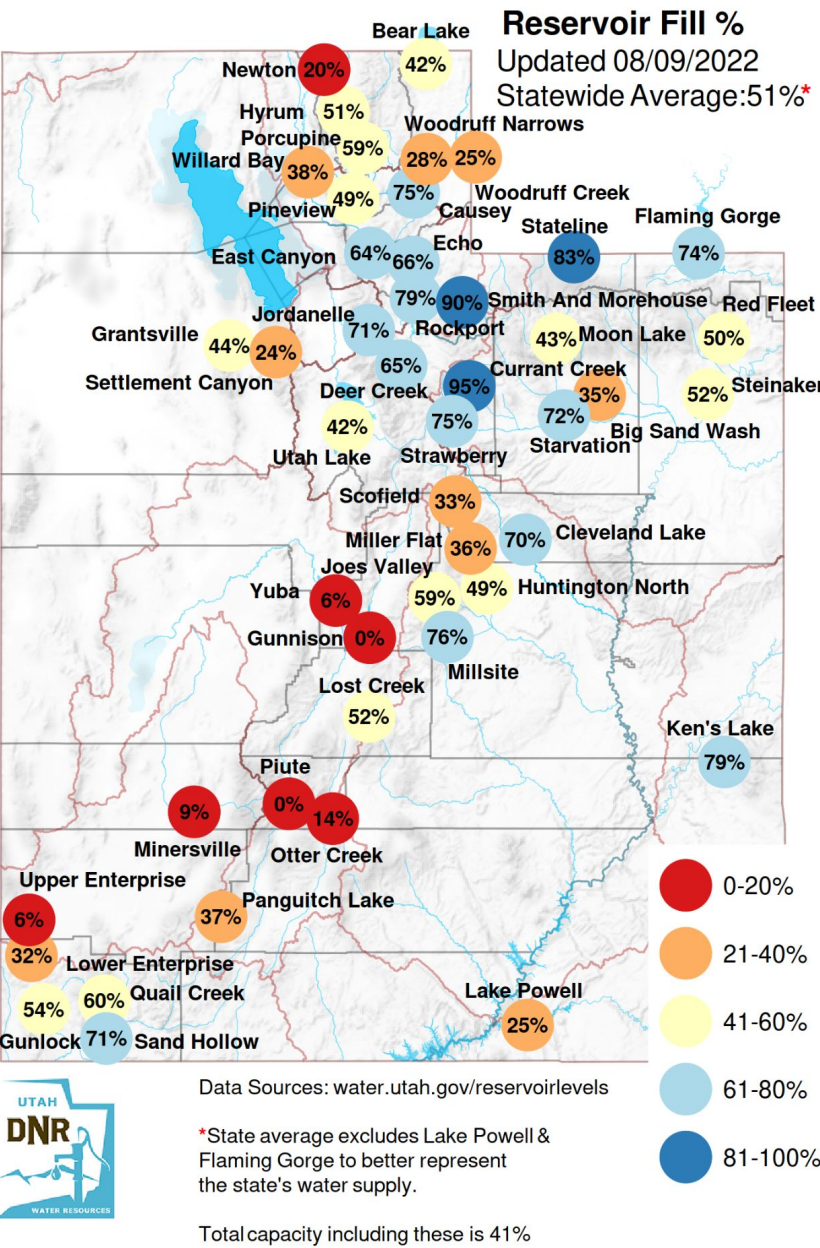 Reservoir Fill %
Updated 08/09/2022
Statewide Average:51%*
Bear Lake
42%
Newton 20%
Hyrum 51%
Porcupine 59%
Woodruff Narrows
28% 25%
Willard Bay 38%
Woodruff Creek
Pineview 49%
75%
Causey
Stateline
83%
Flaming Gorge
74%
East Canyon 64%
Echo
66%
79%
Rockport
90% Smith And Morehouse
Red Fleet
50%
Jordanelle
71%
Grantsville 44%
24%
Settlement Canyon
43% Moon Lake
65%
Deer Creek
Currant Creek
95%
35%
Big Sand Wash
52% Steinaker
72%
Starvation
42%
Utah Lake
75%
Strawberry
Scofield 33%
Miller Flat 36%
70% Cleveland Lake
Joes Valley
59%
49% Huntington North
Yuba 6%
Gunnison 0%
76%
Millsite
Lost Creek
52%
Ken's Lake
79%
Piute
0%
14%
Otter Creek
9%
Minersville
Upper Enterprise
6%
37% Panguitch Lake
32%
Lower Enterprise
60% Quail Creek
54%
Gunlock
71% Sand Hollow
Lake Powell
25%
0-20%
21-40%
41-60%
61-80%
81-100%
UTAH
DNR
WATER RESOURCES
Data Sources: water.utah.gov/reservoirlevels
*State average excludes Lake Powell &
Flaming Gorge to better represent
the state's water supply.
Total capacity including these is 41%